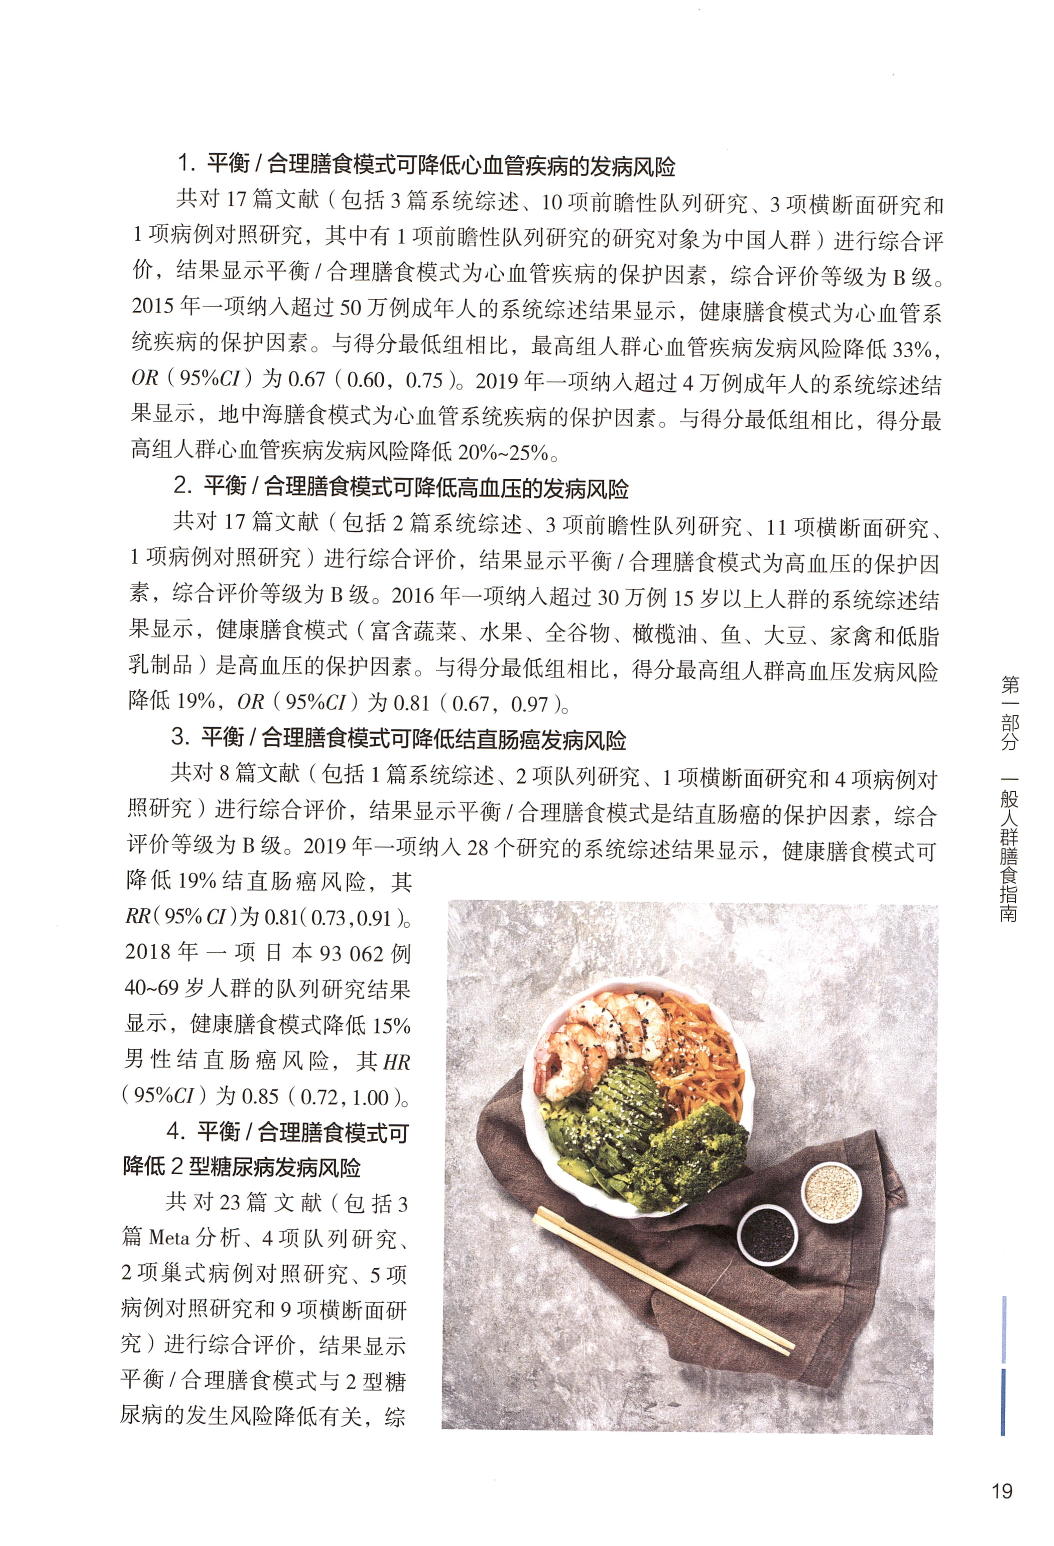 1. 平衡 / 合理膳食模式可降低心血管疾病的发病风险
共对 17 篇文献（包括 3 篇系统综述、10 项前瞻性队列研究、3 项横断面研究和
1 项病例对照研究，其中有 1 项前瞻性队列研究的研究对象为中国人群）进行综合评
价，结果显示平衡 / 合理膳食模式为心血管疾病的保护因素，综合评价等级为 B 级。
2015 年一项纳入超过 50 万例成年人的系统综述结果显示，健康膳食模式为心血管系
统疾病的保护因素。与得分最低组相比，最高组人群心血管疾病发病风险降低 33%，
OR（95%CI）为 0.67（0.60，0.75）。2019 年一项纳入超过 4 万例成年人的系统综述结
果显示，地中海膳食模式为心血管系统疾病的保护因素。与得分最低组相比，得分最
高组人群心血管疾病发病风险降低 20%~25%。
2. 平衡 / 合理膳食模式可降低高血压的发病风险
共对 17 篇文献（包括 2 篇系统综述、3 项前瞻性队列研究、11 项横断面研究、
1 项病例对照研究）进行综合评价，结果显示平衡 / 合理膳食模式为高血压的保护因
素，综合评价等级为 B 级。2016 年一项纳入超过 30 万例 15 岁以上人群的系统综述结
果显示，健康膳食模式（富含蔬菜、水果、全谷物、橄榄油、鱼、大豆、家禽和低脂
乳制品）是高血压的保护因素。与得分最低组相比，得分最高组人群高血压发病风险
降低 19%，OR（95%CI）为 0.81（0.67，0.97）。
3. 平衡 / 合理膳食模式可降低结直肠癌发病风险
共对 8 篇文献（包括 1 篇系统综述、2 项队列研究、1 项横断面研究和 4 项病例对
照研究）进行综合评价，结果显示平衡 / 合理膳食模式是结直肠癌的保护因素，综合
评价等级为 B 级。2019 年一项纳入 28 个研究的系统综述结果显示，健康膳食模式可
降低 19% 结直肠癌风险，其
RR（95% CI）为 0.81（0.73,0.91）。
2018 年一项日本 93 062 例
40~69 岁人群的队列研究结果
显示，健康膳食模式降低 15%
男性结直肠癌风险，其 HR
（95%CI）为 0.85（0.72,1.00）。
4. 平衡 / 合理膳食模式可
降低 2 型糖尿病发病风险
共对 23 篇文献（包括 3
篇 Meta 分析、4 项队列研究、
2 项巢式病例对照研究、5 项
病例对照研究和 9 项横断面研
究）进行综合评价，结果显示
平衡 / 合理膳食模式与 2 型糖
尿病的发生风险降低有关，综
第一部分 一般人群膳食指南
19